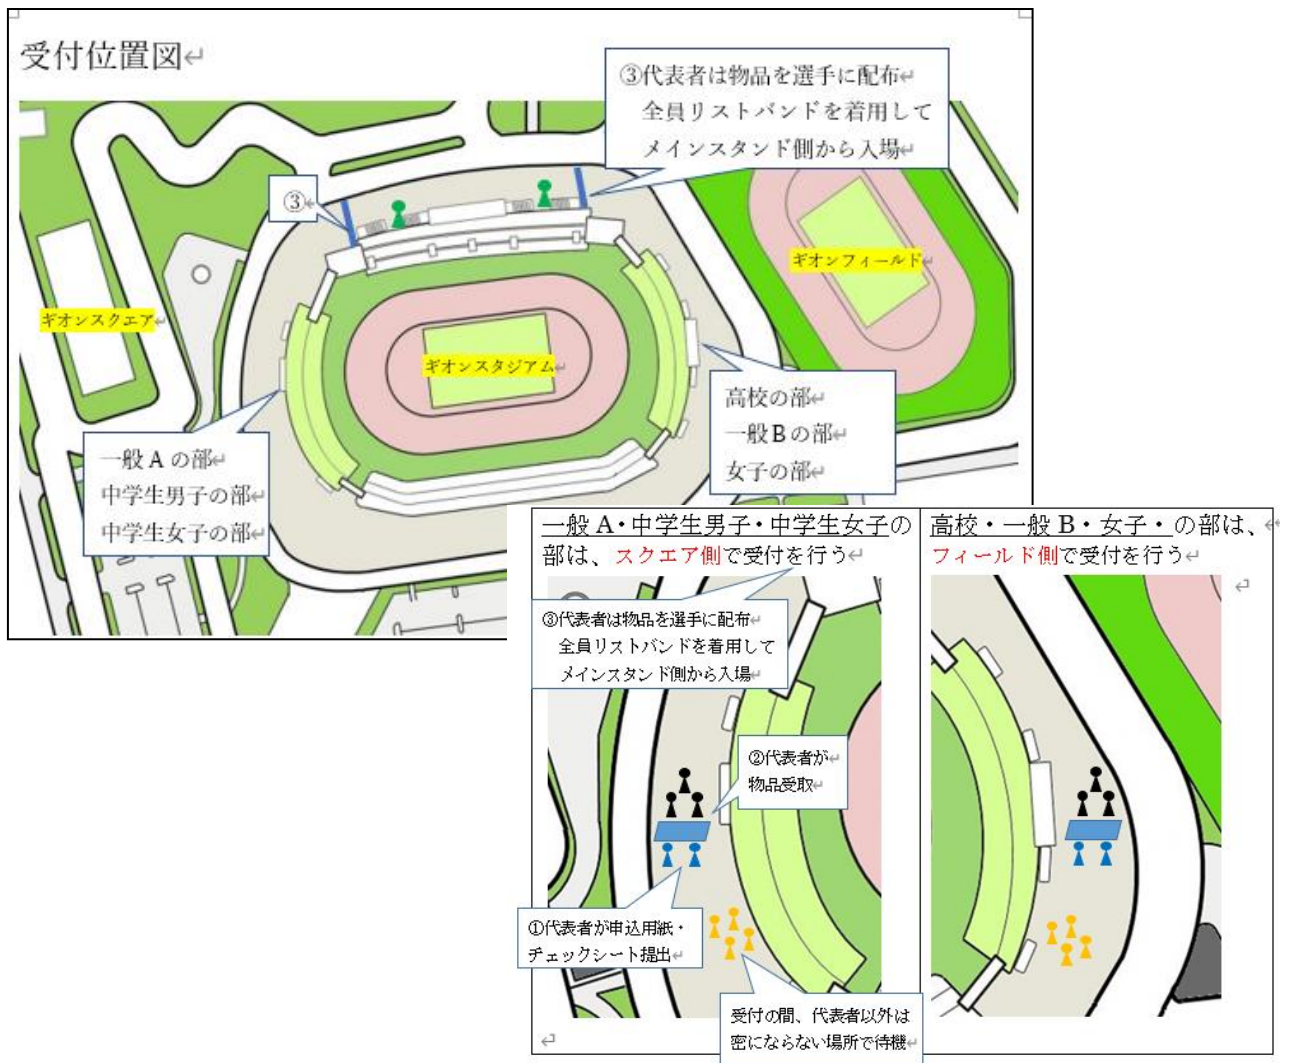 受付位置図
③代表者は物品を選手に配布
全員リストバンドを着用して
メインスタンド側から入場
③
ギオンフィールド
ギオンスクエア
ギオンスタジアム
高校の部
一般Bの部
女子の部
一般 A の部
中学生男子の部
中学生女子の部
一般 A・中学生男子・中学生女子の
部は、スクエア側で受付を行う
③代表者は物品を選手に配布
全員リストバンドを着用して
メインスタンド側から入場
②代表者が
物品受取
①代表者が申込用紙・
チェックシート提出
受付の間、代表者以外は
密にならない場所で待機
高校・一般 B・女子・の部は、
フィールド側で受付を行う